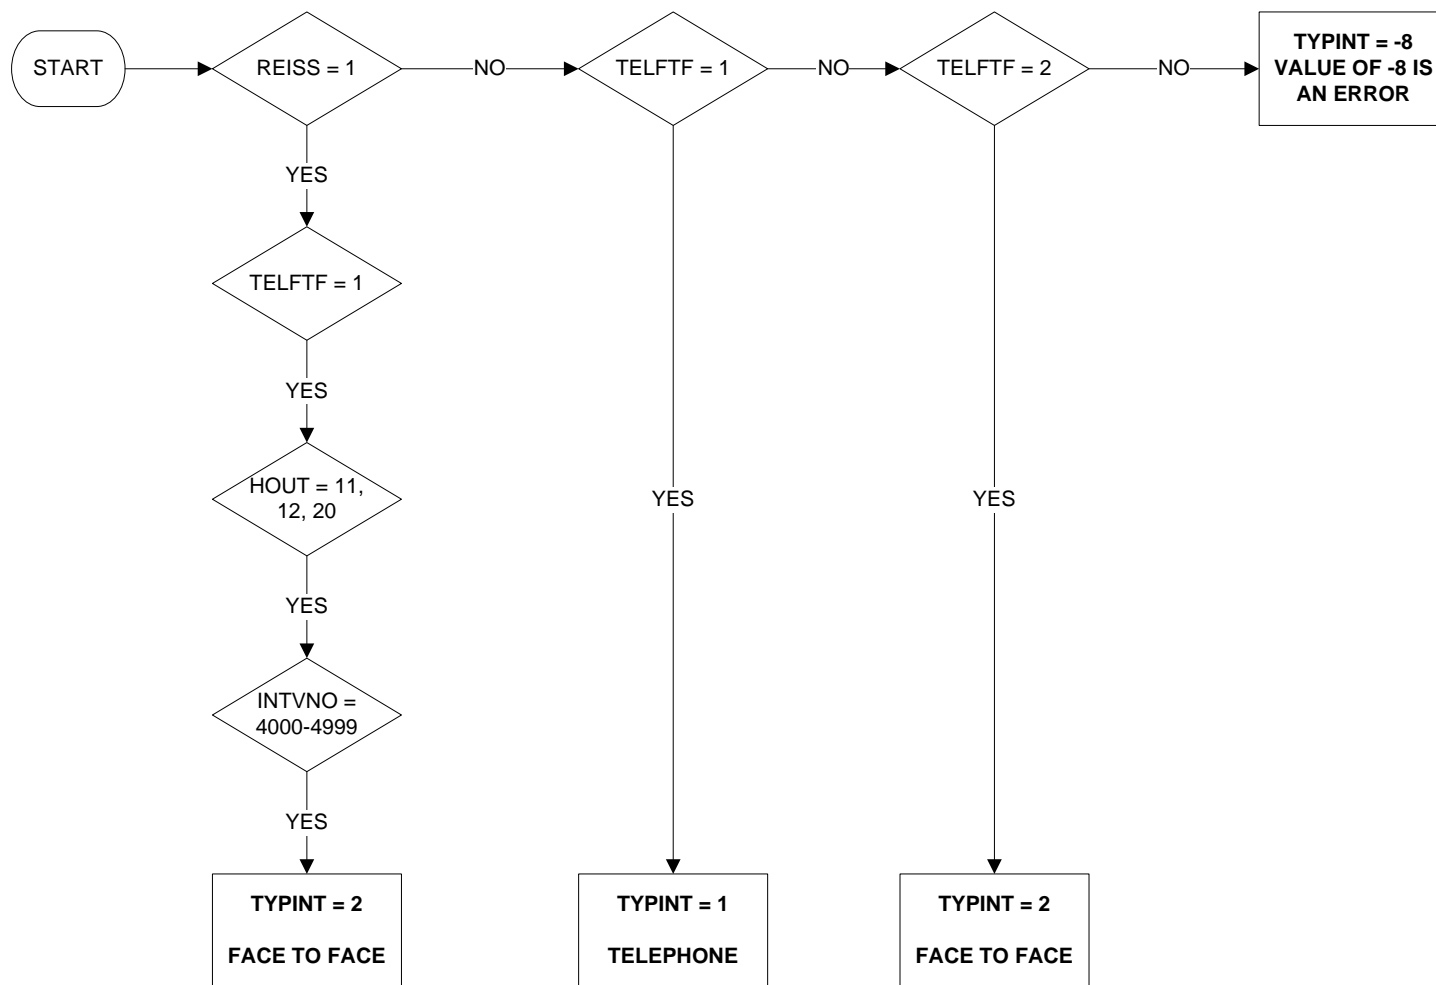 START
REISS = 1
NO
TELFTF = 1
NO
TELFTF = 2
NO
TYPINT = -8
VALUE OF -8 IS
AN ERROR
YES
TELFTF = 1
YES
HOUT = 11,
12, 20
YES
YES
YES
INTVNO =
4000-4999
YES
TYPINT = 2
FACE TO FACE
TYPINT = 1
TELEPHONE
TYPINT = 2
FACE TO FACE